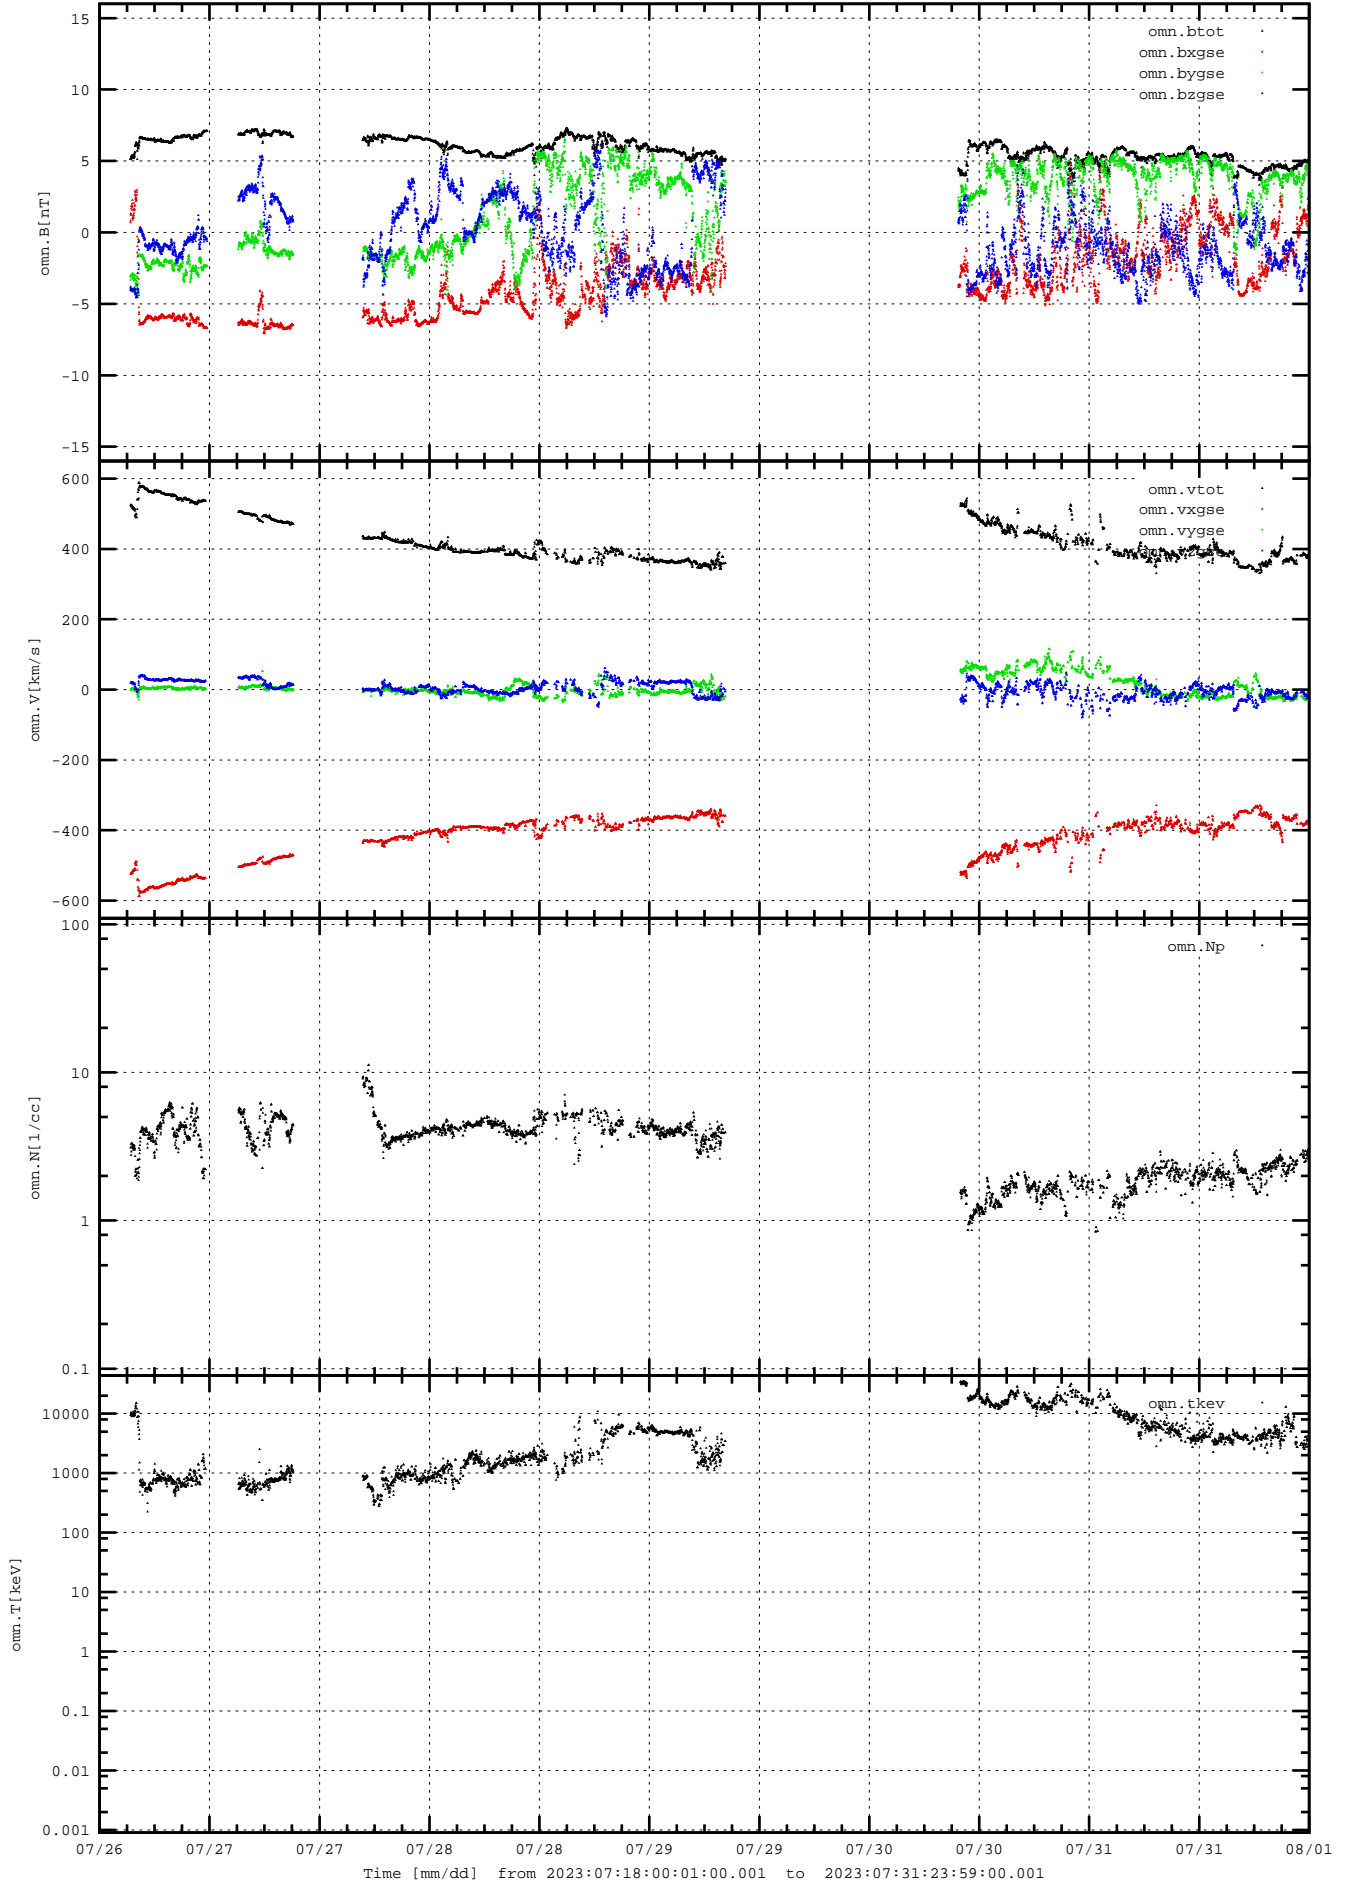 15
10
5
0
-5
-10
-15
omn.B[nT]
omn.btot
omn.bxgse
omn.bygse
omn.bzgse
600
400
200
0
-200
-400
-600
omn.V[km/s]
omn.vtot
omn.vxgse
omn.vygse
100
10
1
0.1
omn.N[1/cc]
omn.Np
10000
1000
100
10
1
0.1
0.01
0.001
omn.T[keV]
omn.tkev
07/26 07/27 07/27 07/28 07/28 07/29 07/29 07/30 07/30 07/31 07/31 08/01
Time [mm/dd] from 2023:07:18:00:01:00.001 to 2023:07:31:23:59:00.001